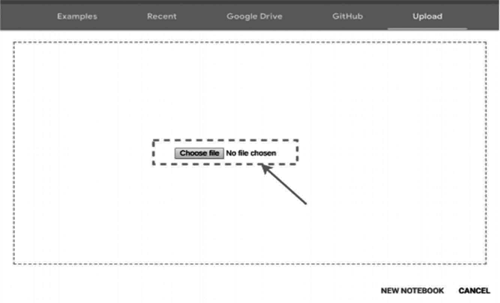 Examples Recent Google Drive GitHub Upload
Choose file No file chosen
NEW NOTEBOOK CANCEL